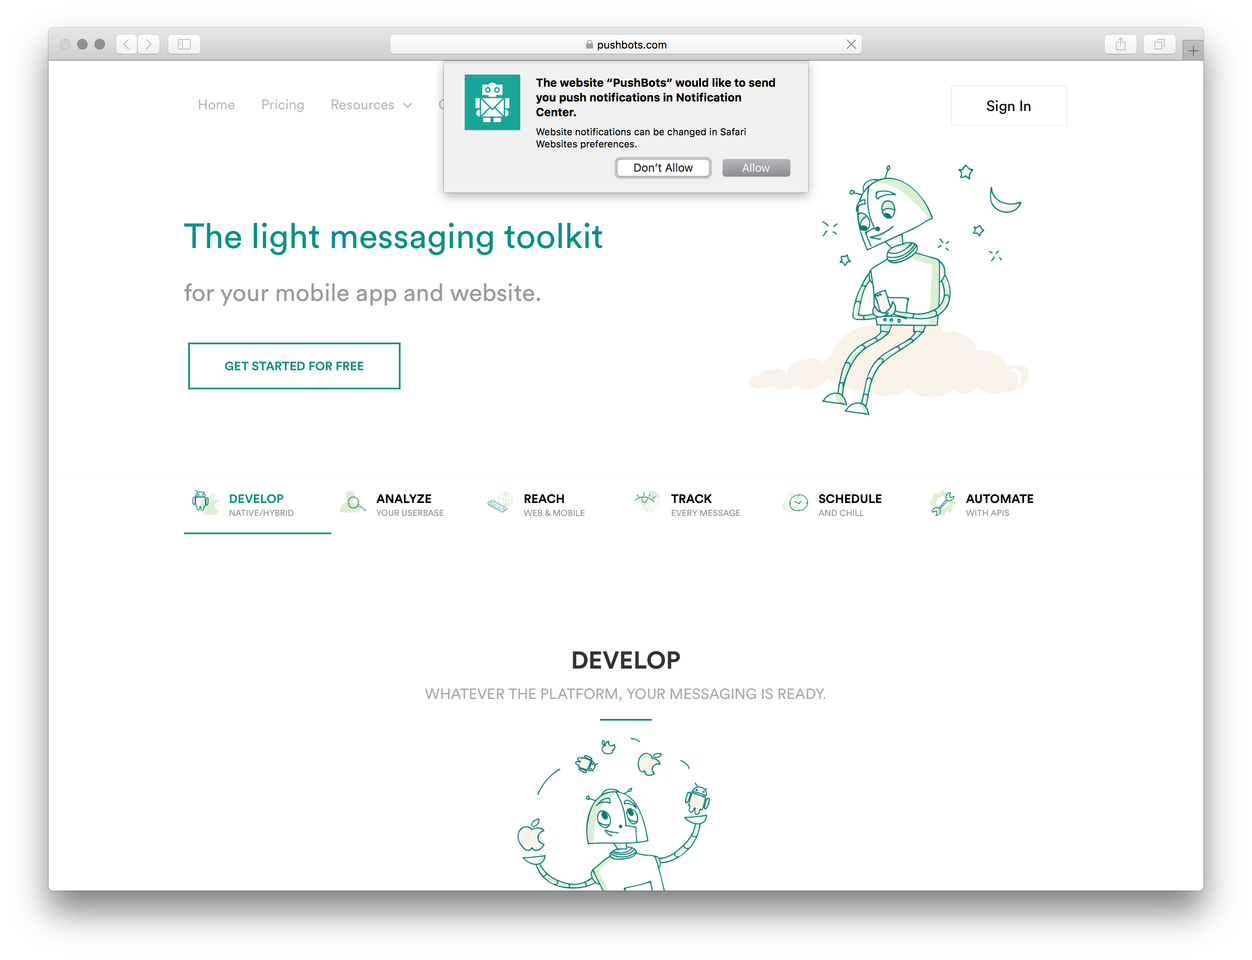 pushbots.com
The website “PushBots” would like to send
you push notifications in Notification
Center.
Website notifications can be changed in Safari
Websites preferences.
Don’t Allow
Allow
Home
Pricing
Resources
Sign In
The light messaging toolkit
for your mobile app and website.
GET STARTED FOR FREE
DEVELOP
NATIVE/HYBRID
ANALYZE
YOUR USERBASE
REACH
WEB & MOBILE
TRACK
EVERY MESSAGE
SCHEDULE
AND CHILL
AUTOMATE
WITH APIS
DEVELOP
WHATEVER THE PLATFORM, YOUR MESSAGING IS READY.